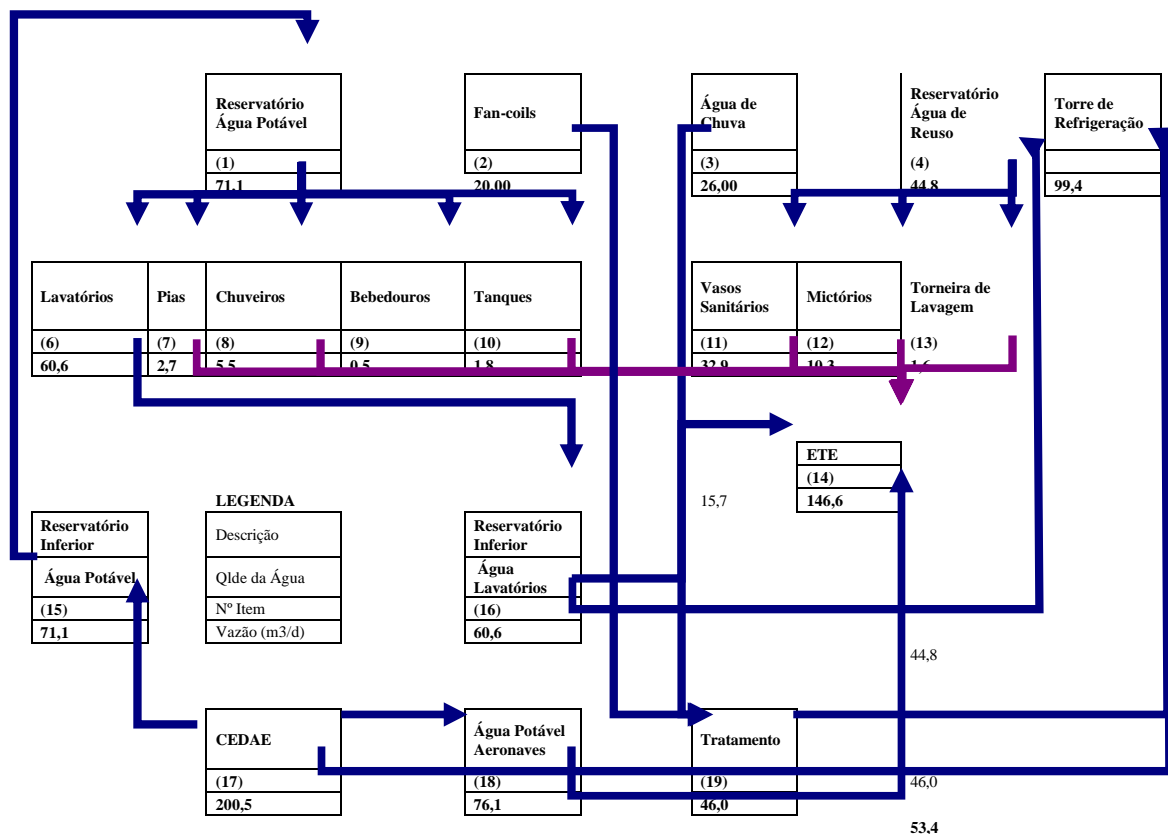 Reservatório
Água Potável
(1)
71,1
Fan-coils
(2)
20,00
Água de
Chuva
(3)
26,00
Reservatório
Água de
Reuso
(4)
44,8
Torre de
Refrigeração
99,4
Lavatórios
(6)
60,6
Pias
(7)
2,7
Chuveiros
(8)
5,5
Bebedouros
(9)
0,5
Tanques
(10)
1,8
Vasos
Sanitários
(11)
32,9
Mictórios
(12)
10,3
Torneira de
Lavagem
(13)
1,6
ETE
(14)
146,6
15,7
Reservatório
Inferior
Água Potável
(15)
71,1
LEGENDA
Descrição
Qlde da Água
Nº Item
Vazão (m3/d)
Reservatório
Inferior
Água
Lavatórios
(16)
60,6
44,8
CEDAE
(17)
200,5
Água Potável
Aeronaves
(18)
76,1
Tratamento
(19)
46,0
46,0
53,4